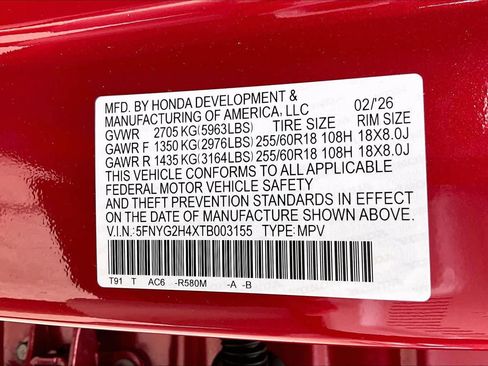 MFD. BY HONDA DEVELOPMENT &
MANUFACTURING OF AMERICA, LLC 02/'26
GVWR 2705 KG(5963LBS) TIRE SIZE RIM SIZE
GAWR F 1350 KG(2976LBS) 255/60R18 108H 18X8.0J
GAWR R 1435 KG(3164LBS) 255/60R18 108H 18X8.0J
THIS VEHICLE CONFORMS TO ALL APPLICABLE
FEDERAL MOTOR VEHICLE SAFETY
AND THEFT PREVENTION STANDARDS IN EFFECT
ON THE DATE OF MANUFACTURE SHOWN ABOVE.
V.I.N.: 5FNYG2H4XTB003155 TYPE: MPV
T91 T AC6 -R580M -A -B